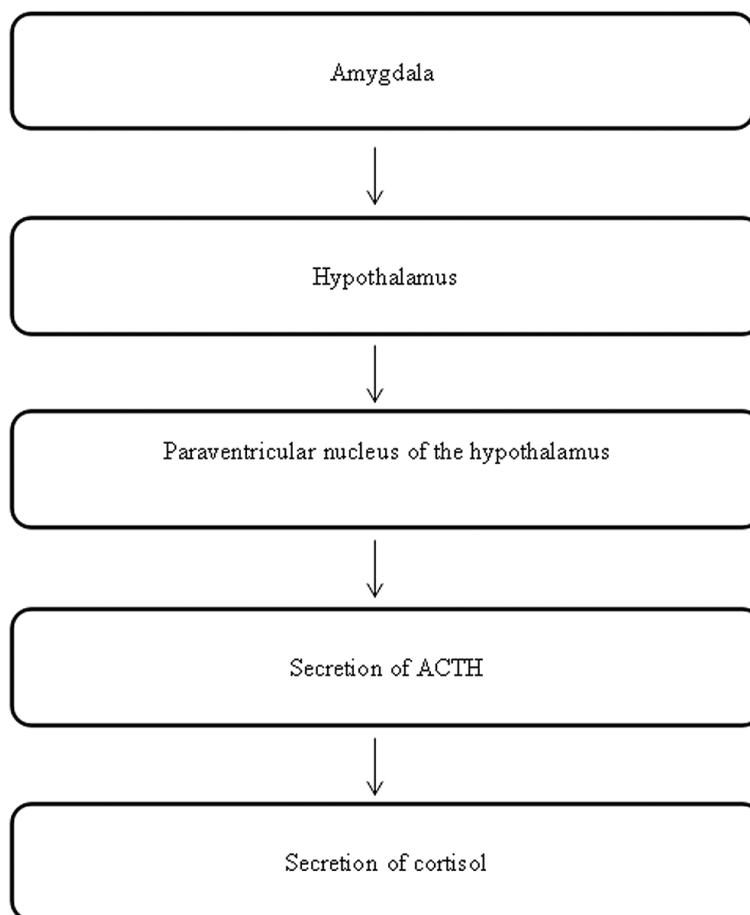 Amygdala
Hypothalamus
Paraventricular nucleus of the hypothalamus
Secretion of ACTH
Secretion of cortisol